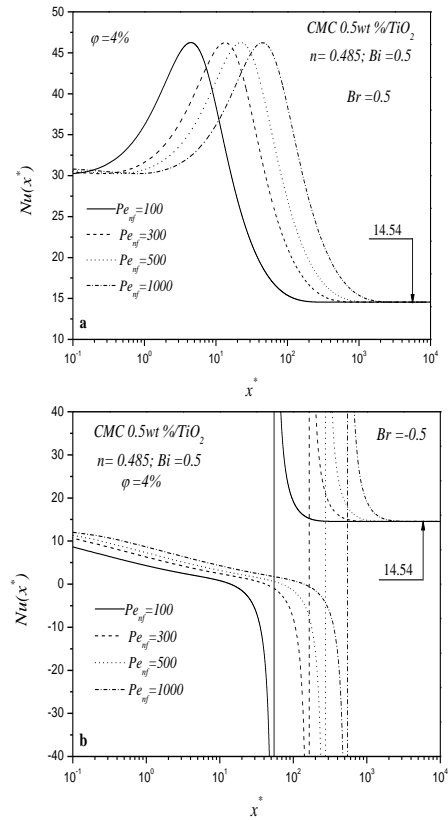 50
45
40
35
30
25
20
15
10
Nu(x*)
φ=4%
CMC 0.5wt %/TiO2
n= 0.485; Bi =0.5
Br=0.5
Pe_nf=100
Pe_nf=300
Pe_nf=500
Pe_nf=1000
14.54
a
10^-1 10^0 10^1 10^2 10^3 10^4
x*
40
30
20
10
0
-10
-20
-30
-40
Nu(x*)
CMC 0.5wt %/TiO2
n= 0.485; Bi =0.5
φ=4%
Br=-0.5
14.54
Pe_nf=100
Pe_nf=300
Pe_nf=500
Pe_nf=1000
b
10^-1 10^0 10^1 10^2 10^3 10^4
x*